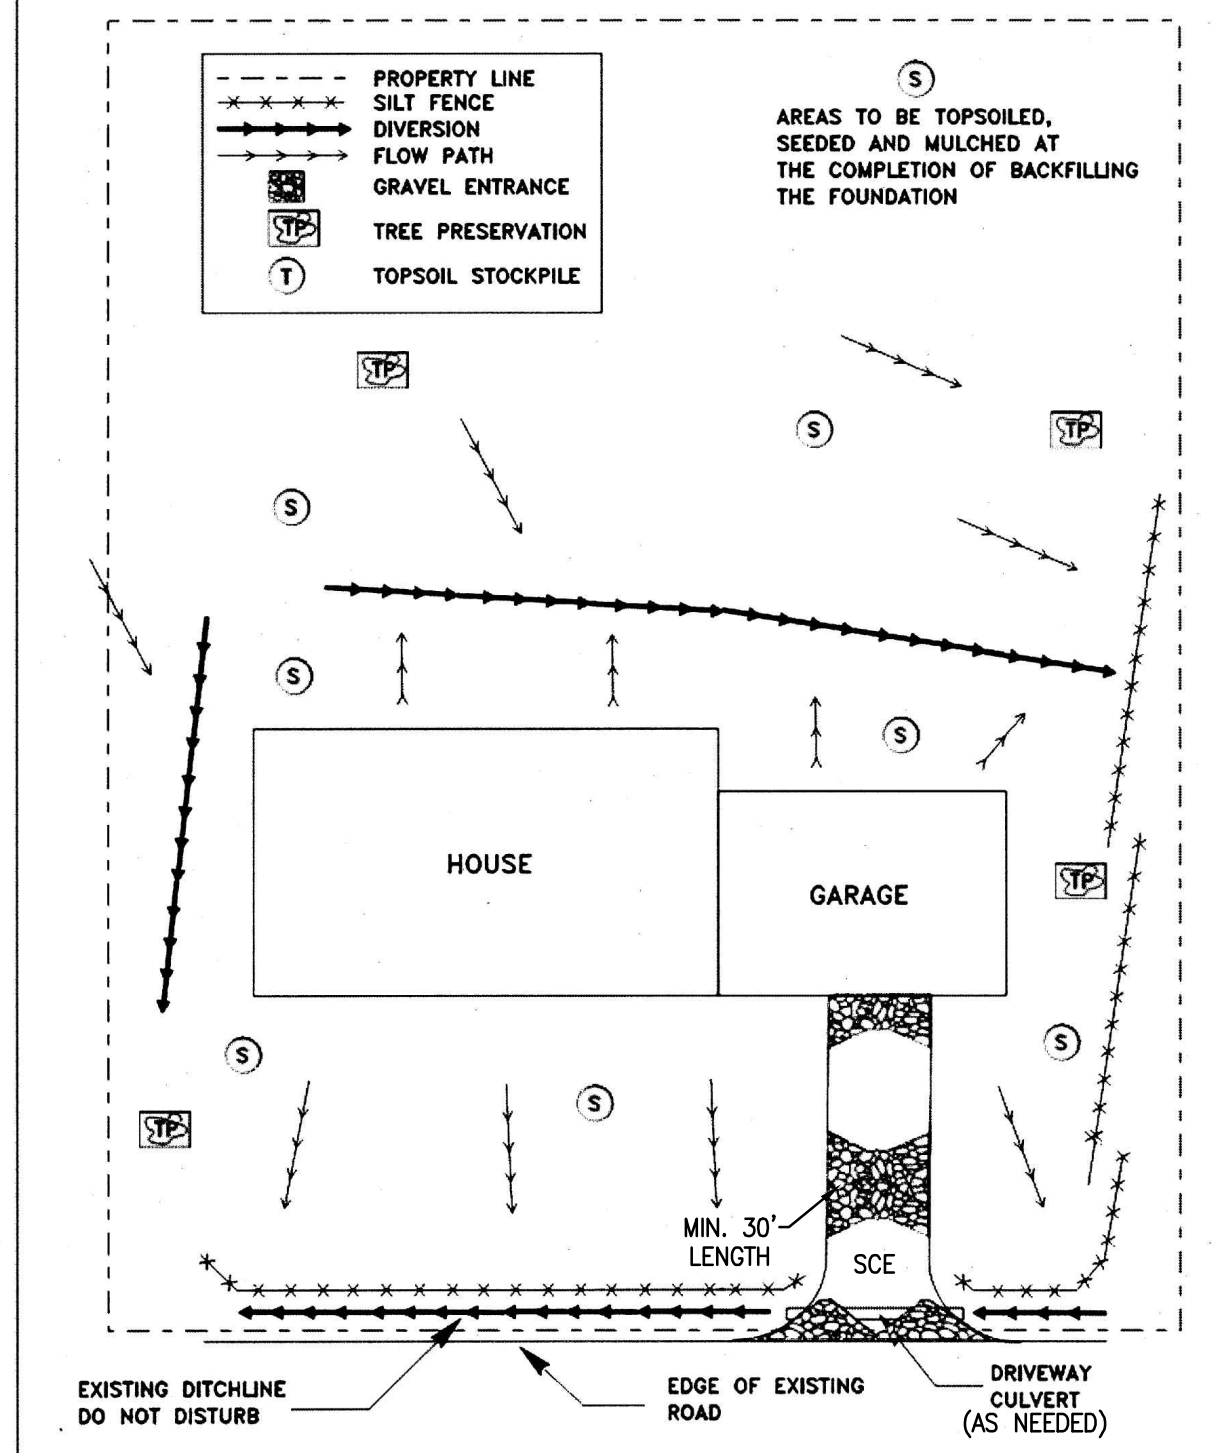 PROPERTY LINE
SILT FENCE
DIVERSION
FLOW PATH
GRAVEL ENTRANCE
TP
TREE PRESERVATION
T
TOPSOIL STOCKPILE
S
AREAS TO BE TOPSOILED,
SEEDED AND MULCHED AT
THE COMPLETION OF BACKFILLING
THE FOUNDATION
TP
S
TP
S
S
S
HOUSE
GARAGE
TP
S
S
S
TP
MIN. 30'
LENGTH
SCE
EXISTING DITCHLINE
DO NOT DISTURB
EDGE OF EXISTING
ROAD
DRIVEWAY
CULVERT
(AS NEEDED)